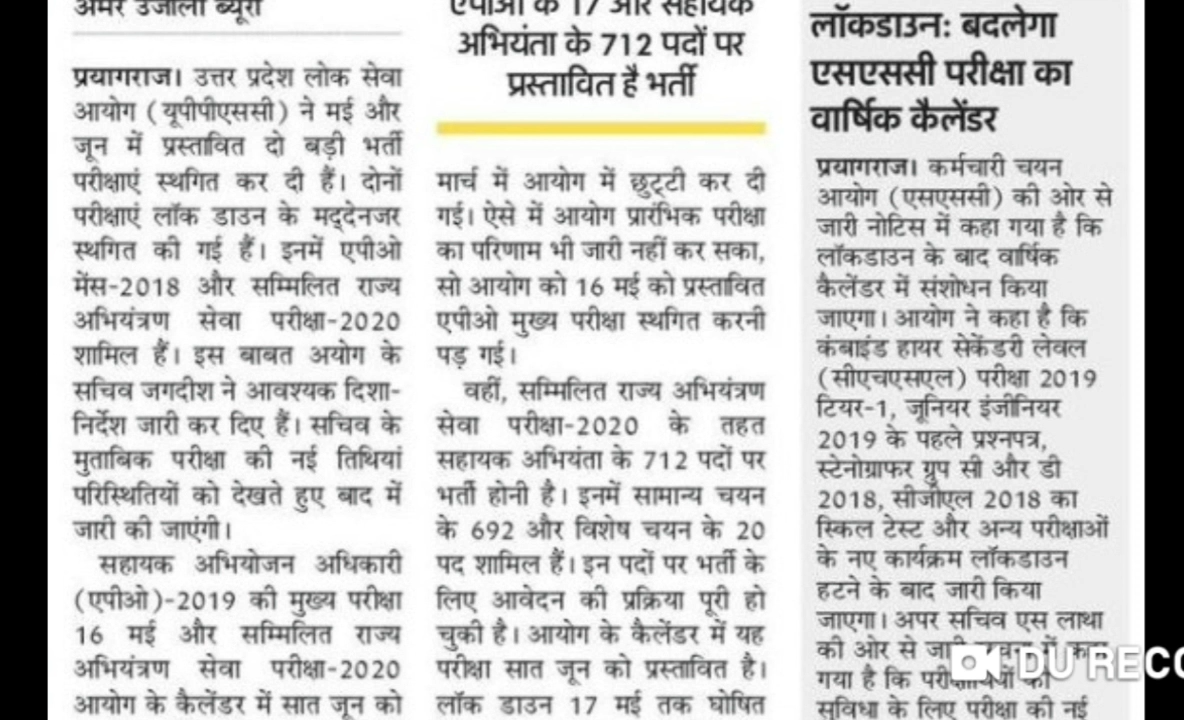 अमर उजाला ब्यूरो
प्रयागराज। उत्तर प्रदेश लोक सेवा
आयोग (यूपीपीएससी) ने मई और
जून में प्रस्तावित दो बड़ी भर्ती
परीक्षाएं स्थगित कर दी हैं। दोनों
परीक्षाएं लॉक डाउन के मद्देनजर
स्थगित की गई हैं। इनमें एपीओ
मेंस-2018 और सम्मिलित राज्य
अभियंत्रण सेवा परीक्षा-2020
शामिल हैं। इस बाबत अयोग के
सचिव जगदीश ने आवश्यक दिशा-
निर्देश जारी कर दिए हैं। सचिव के
मुताबिक परीक्षा की नई तिथियां
परिस्थितियों को देखते हुए बाद में
जारी की जाएंगी।
सहायक अभियोजन अधिकारी
(एपीओ)-2019 की मुख्य परीक्षा
16 मई और सम्मिलित राज्य
अभियंत्रण सेवा परीक्षा-2020
आयोग के कैलेंडर में सात जून को
एपीओ के 17 और सहायक
अभियंता के 712 पदों पर
प्रस्तावित है भर्ती
मार्च में आयोग में छुट्टी कर दी
गई। ऐसे में आयोग प्रारंभिक परीक्षा
का परिणाम भी जारी नहीं कर सका,
सो आयोग को 16 मई को प्रस्तावित
एपीओ मुख्य परीक्षा स्थगित करनी
पड़ गई।
वहीं, सम्मिलित राज्य अभियंत्रण
सेवा परीक्षा-2020 के तहत
सहायक अभियंता के 712 पदों पर
भर्ती होनी है। इनमें सामान्य चयन
के 692 और विशेष चयन के 20
पद शामिल हैं। इन पदों पर भर्ती के
लिए आवेदन की प्रक्रिया पूरी हो
चुकी है। आयोग के कैलेंडर में यह
परीक्षा सात जून को प्रस्तावित है।
लॉक डाउन 17 मई तक घोषित
लॉकडाउन: बदलेगा
एसएससी परीक्षा का
वार्षिक कैलेंडर
प्रयागराज। कर्मचारी चयन
आयोग (एसएससी) की ओर से
जारी नोटिस में कहा गया है कि
लॉकडाउन के बाद वार्षिक
कैलेंडर में संशोधन किया
जाएगा। आयोग ने कहा है कि
कंबाइंड हायर सेकेंडरी लेवल
(सीएचएसएल) परीक्षा 2019
टियर-1, जूनियर इंजीनियर
2019 के पहले प्रश्नपत्र,
स्टेनोग्राफर ग्रुप सी और डी
2018, सीजीएल 2018 का
स्किल टेस्ट और अन्य परीक्षाओं
के नए कार्यक्रम लॉकडाउन
हटने के बाद जारी किया
जाएगा। अपर सचिव एस लाथा
की ओर से में
गया है कि की
सुविधा के लिए परीक्षा की नई
DU RECO